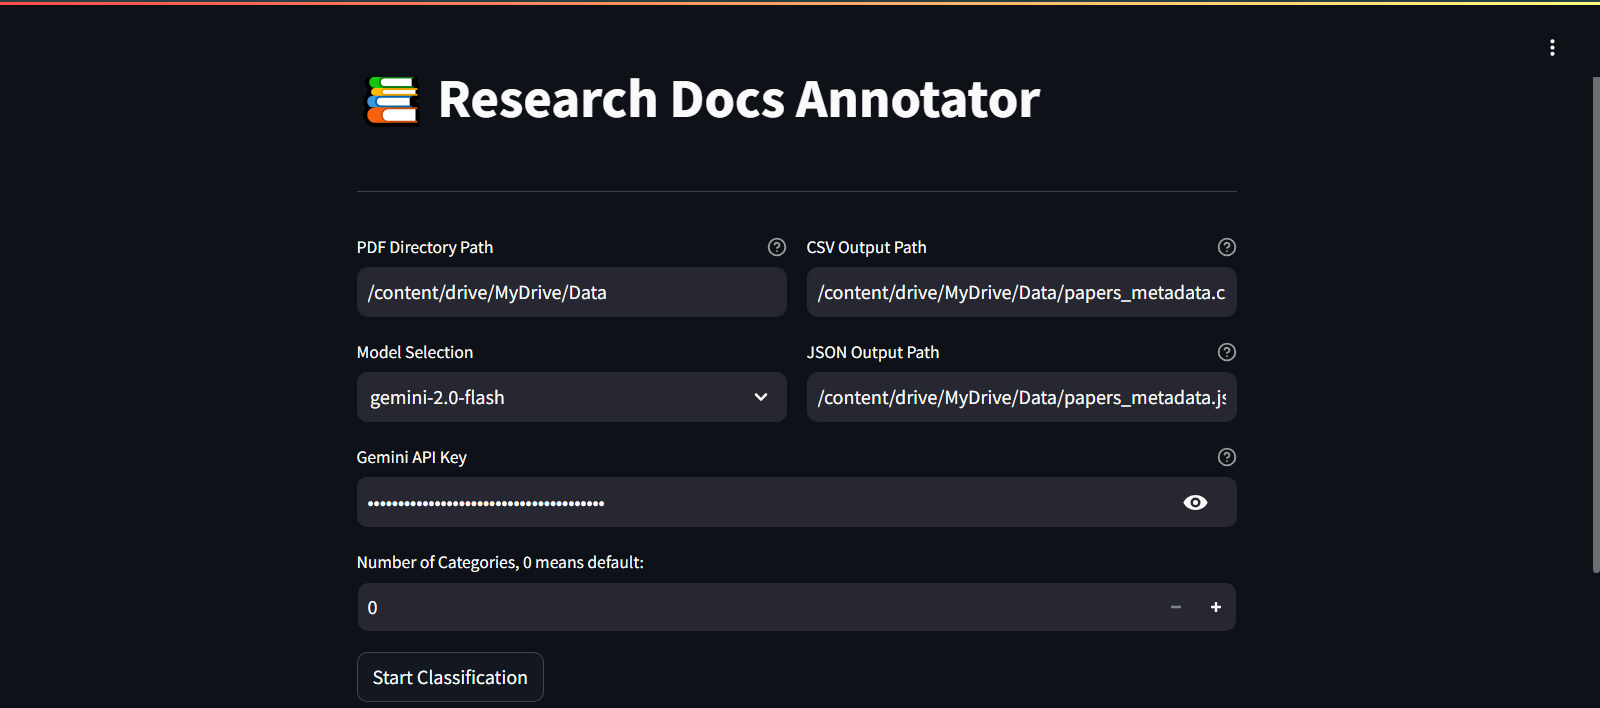 Research Docs Annotator
PDF Directory Path
CSV Output Path
/content/drive/MyDrive/Data
/content/drive/MyDrive/Data/papers_metadata.c
Model Selection
JSON Output Path
gemini-2.0-flash
/content/drive/MyDrive/Data/papers_metadata.js
Gemini API Key
••••••••••••••••••••••••••••••••••••••••
Number of Categories, 0 means default:
0
Start Classification